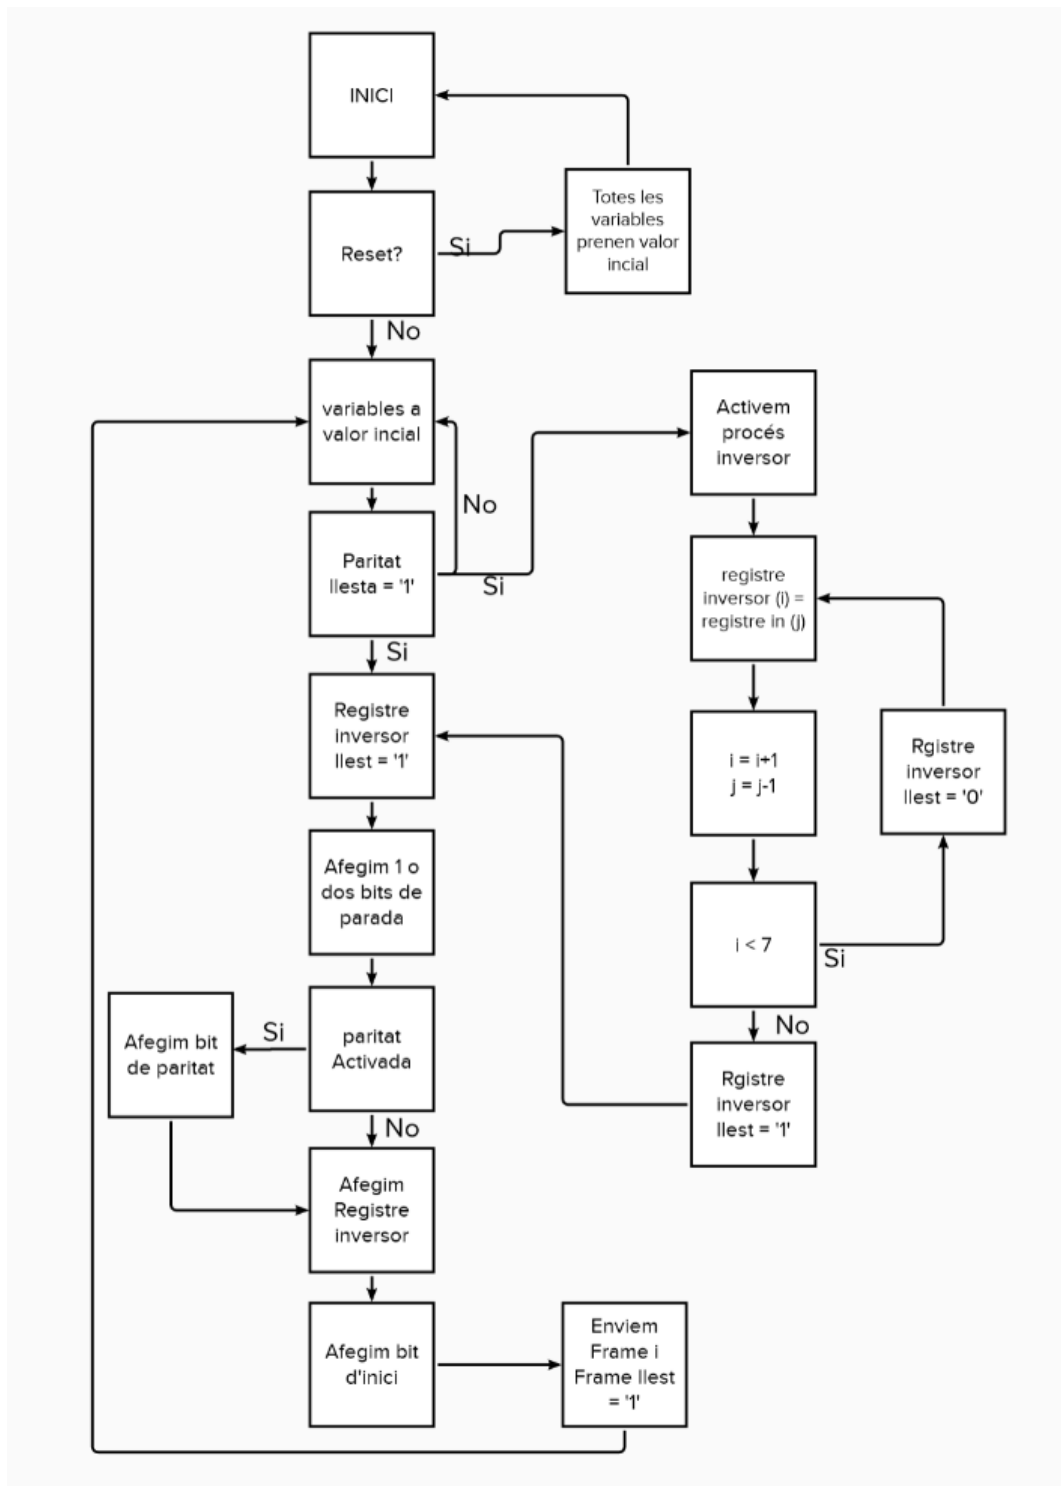 INICI
Totes les
variables
prenen valor
incial
Reset?
Si
No
variables a
valor incial
Activem
procés
inversor
No
Paritat
llesta = '1'
Si
registre
inversor (i) =
registre in (j)
Si
Registre
inversor
llest = '1'
i = i+1
j = j-1
Rgistre
inversor
llest = '0'
Afegim 1 o
dos bits de
parada
i < 7
Si
No
Afegim bit
de paritat
Si
paritat
Activada
Rgistre
inversor
llest = '1'
No
Afegim
Registre
inversor
Afegim bit
d'inici
Enviem
Frame i
Frame llest
= '1'